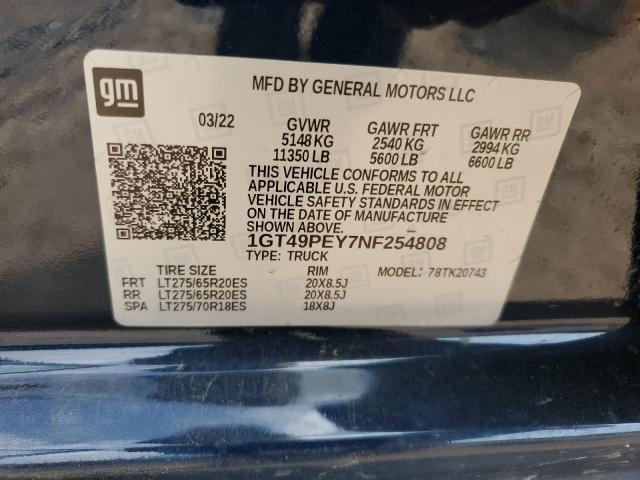 gm
MFD BY GENERAL MOTORS LLC
03/22 GVWR GAWR FRT GAWR RR
5148 KG 2540 KG 2994 KG
11350 LB 5600 LB 6600 LB
THIS VEHICLE CONFORMS TO ALL
APPLICABLE U.S. FEDERAL MOTOR
VEHICLE SAFETY STANDARDS IN EFFECT
ON THE DATE OF MANUFACTURE
SHOWN ABOVE.
1GT49PEY7NF254808
TYPE: TRUCK MODEL: 78TK20743
TIRE SIZE RIM
FRT LT275/65R20ES 20X8.5J
RR LT275/65R20ES 20X8.5J
SPA LT275/70R18ES 18X8J